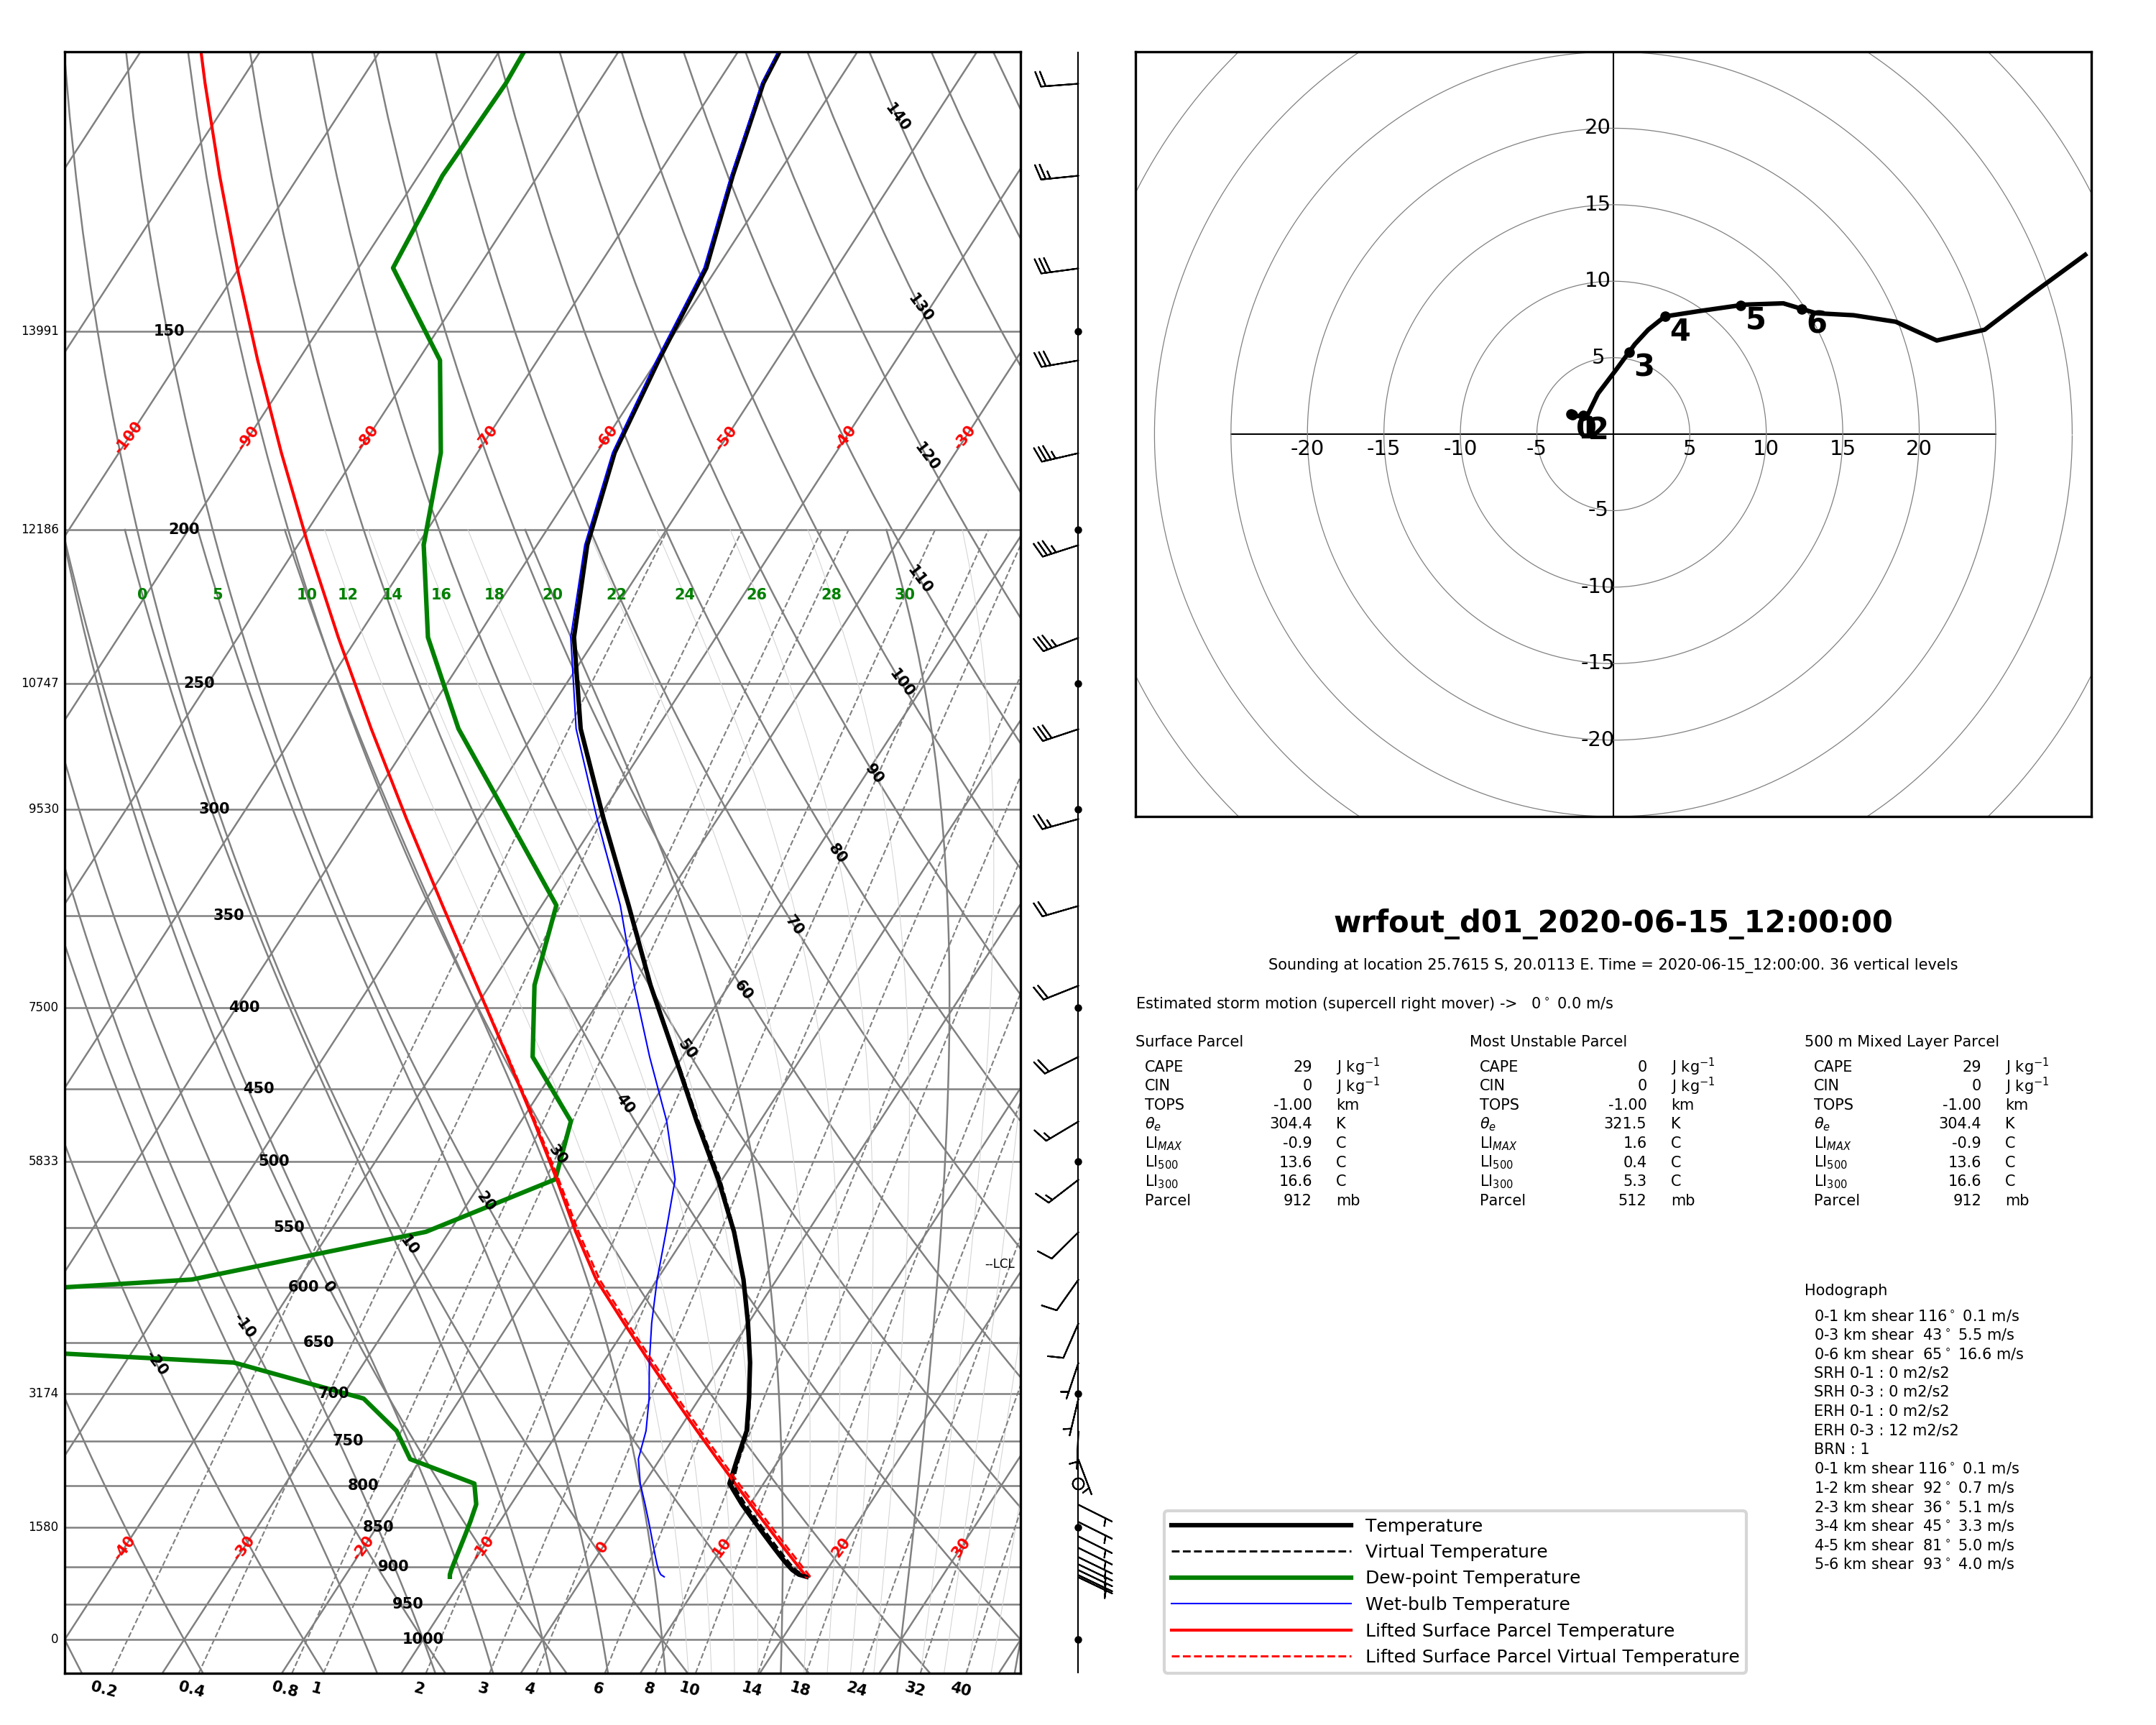 140
130
120
110
100
90
80
70
60
50
40
30
20
10
0
-10
-20
13991 150
-100 -90 -80 -70 -60 -50 -40 -30
12186 200
0 5 10 12 14 16 18 20 22 24 26 28 30
10747 250
9530 300
350
7500 400
450
5833 500
550
--LCL
600
650
3174 700
750
800
1580 850
-40 -30 -20 -10 0 10 20 30
900
950
0 1000
0.2 0.4 0.8 1 2 3 4 6 8 10 14 18 24 32 40
20
15
10
5
-20 -15 -10 -5 5 10 15 20
-5
-10
-15
-20
0 2 3 4 5 6
wrfout_d01_2020-06-15_12:00:00
Sounding at location 25.7615 S, 20.0113 E. Time = 2020-06-15_12:00:00. 36 vertical levels
Estimated storm motion (supercell right mover) -> 0° 0.0 m/s
Surface Parcel
CAPE 29 J kg⁻¹
CIN 0 J kg⁻¹
TOPS -1.00 km
θe 304.4 K
LIMAX -0.9 C
LI500 13.6 C
LI300 16.6 C
Parcel 912 mb
Most Unstable Parcel
CAPE 0 J kg⁻¹
CIN 0 J kg⁻¹
TOPS -1.00 km
θe 321.5 K
LIMAX 1.6 C
LI500 0.4 C
LI300 5.3 C
Parcel 512 mb
500 m Mixed Layer Parcel
CAPE 29 J kg⁻¹
CIN 0 J kg⁻¹
TOPS -1.00 km
θe 304.4 K
LIMAX -0.9 C
LI500 13.6 C
LI300 16.6 C
Parcel 912 mb
Hodograph
0-1 km shear 116° 0.1 m/s
0-3 km shear 43° 5.5 m/s
0-6 km shear 65° 16.6 m/s
SRH 0-1 : 0 m2/s2
SRH 0-3 : 0 m2/s2
ERH 0-1 : 0 m2/s2
ERH 0-3 : 12 m2/s2
BRN : 1
0-1 km shear 116° 0.1 m/s
1-2 km shear 92° 0.7 m/s
2-3 km shear 36° 5.1 m/s
3-4 km shear 45° 3.3 m/s
4-5 km shear 81° 5.0 m/s
5-6 km shear 93° 4.0 m/s
Temperature
Virtual Temperature
Dew-point Temperature
Wet-bulb Temperature
Lifted Surface Parcel Temperature
Lifted Surface Parcel Virtual Temperature